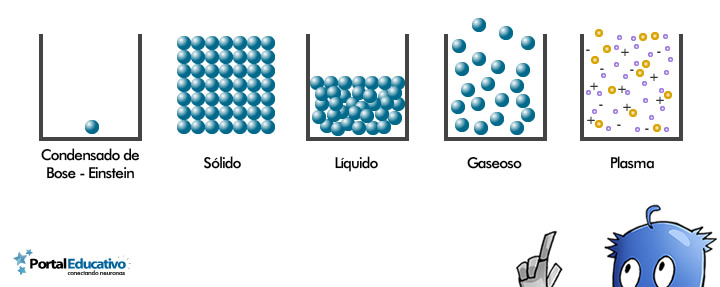 Condensado de
Bose - Einstein
Sólido
Líquido
Gaseoso
Plasma
PortalEducativo
conectando neuronas